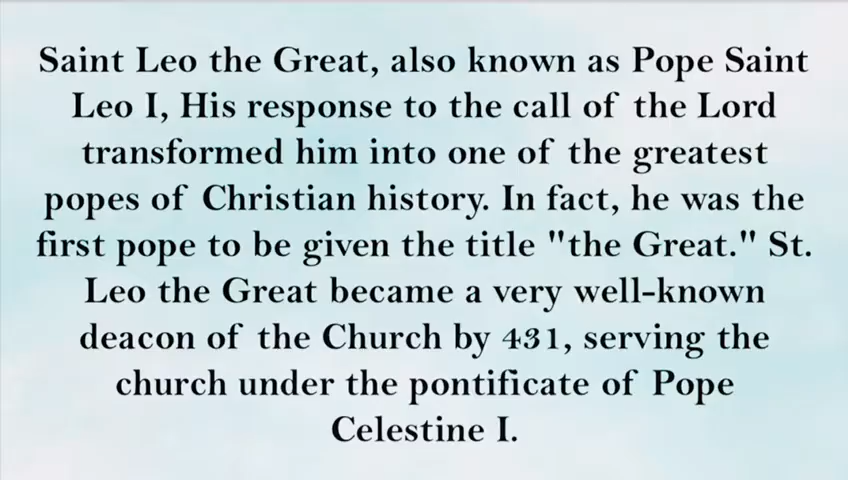 Saint Leo the Great, also known as Pope Saint
Leo I, His response to the call of the Lord
transformed him into one of the greatest
popes of Christian history. In fact, he was the
first pope to be given the title "the Great." St.
Leo the Great became a very well-known
deacon of the Church by 431, serving the
church under the pontificate of Pope
Celestine I.